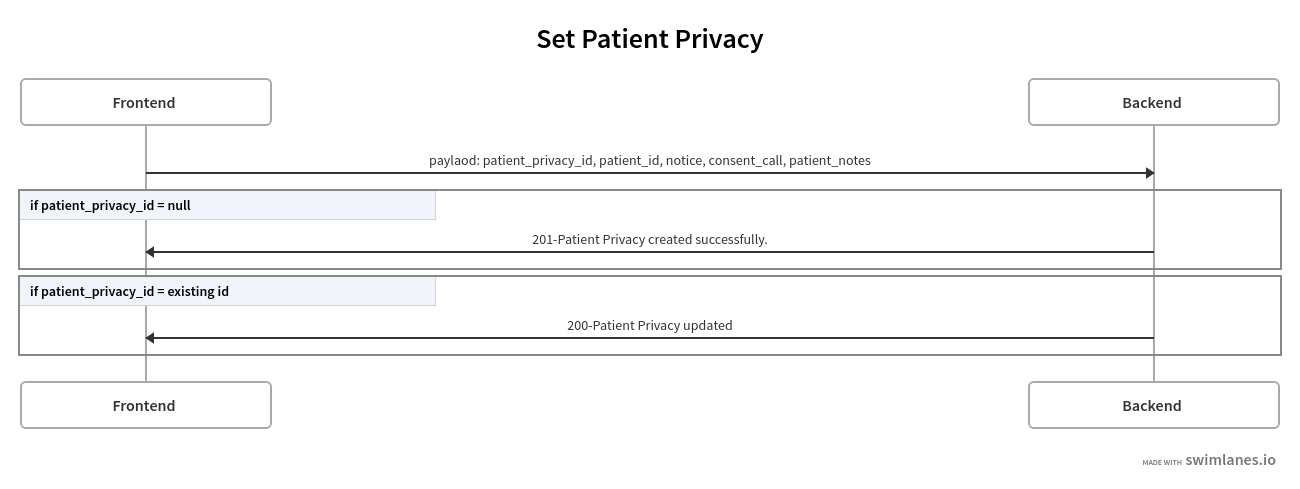 Set Patient Privacy
Frontend
Backend
paylaod: patient_privacy_id, patient_id, notice, consent_call, patient_notes
if patient_privacy_id = null
201-Patient Privacy created successfully.
if patient_privacy_id = existing id
200-Patient Privacy updated
Frontend
Backend
MADE WITH swimlanes.io